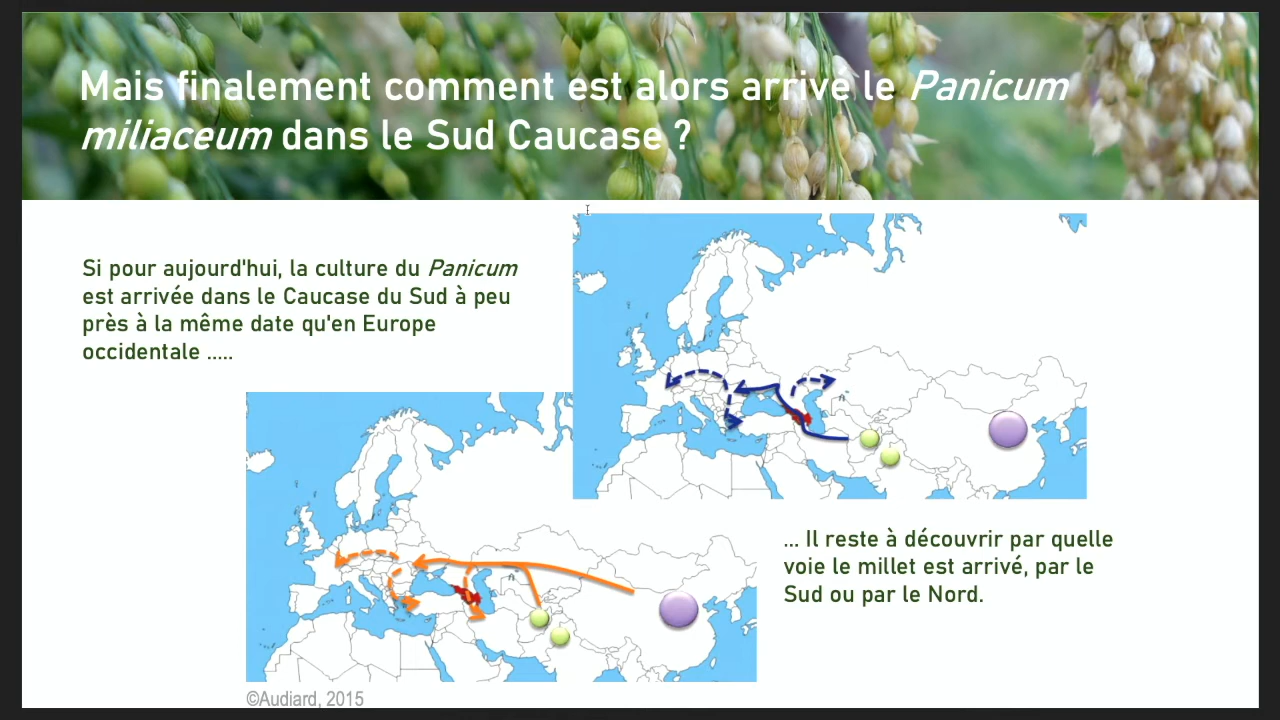 Mais finalement comment est alors arrivé le Panicum
miliaceum dans le Sud Caucase ?
Si pour aujourd'hui, la culture du Panicum
est arrivée dans le Caucase du Sud à peu
près à la même date qu'en Europe
occidentale .....
... Il reste à découvrir par quelle
voie le millet est arrivé, par le
Sud ou par le Nord.
©Audiard, 2015